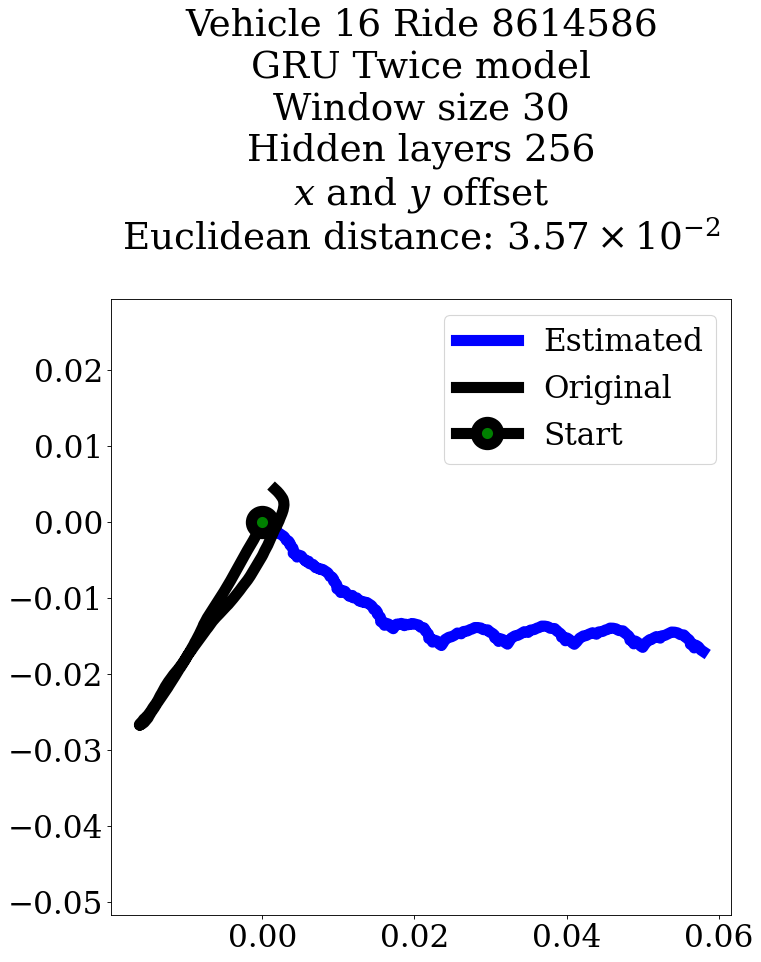 Vehicle 16 Ride 8614586
GRU Twice model
Window size 30
Hidden layers 256
x and y offset
Euclidean distance: 3.57 × 10⁻²
Estimated
Original
Start
0.02
0.01
0.00
−0.01
−0.02
−0.03
−0.04
−0.05
0.00 0.02 0.04 0.06